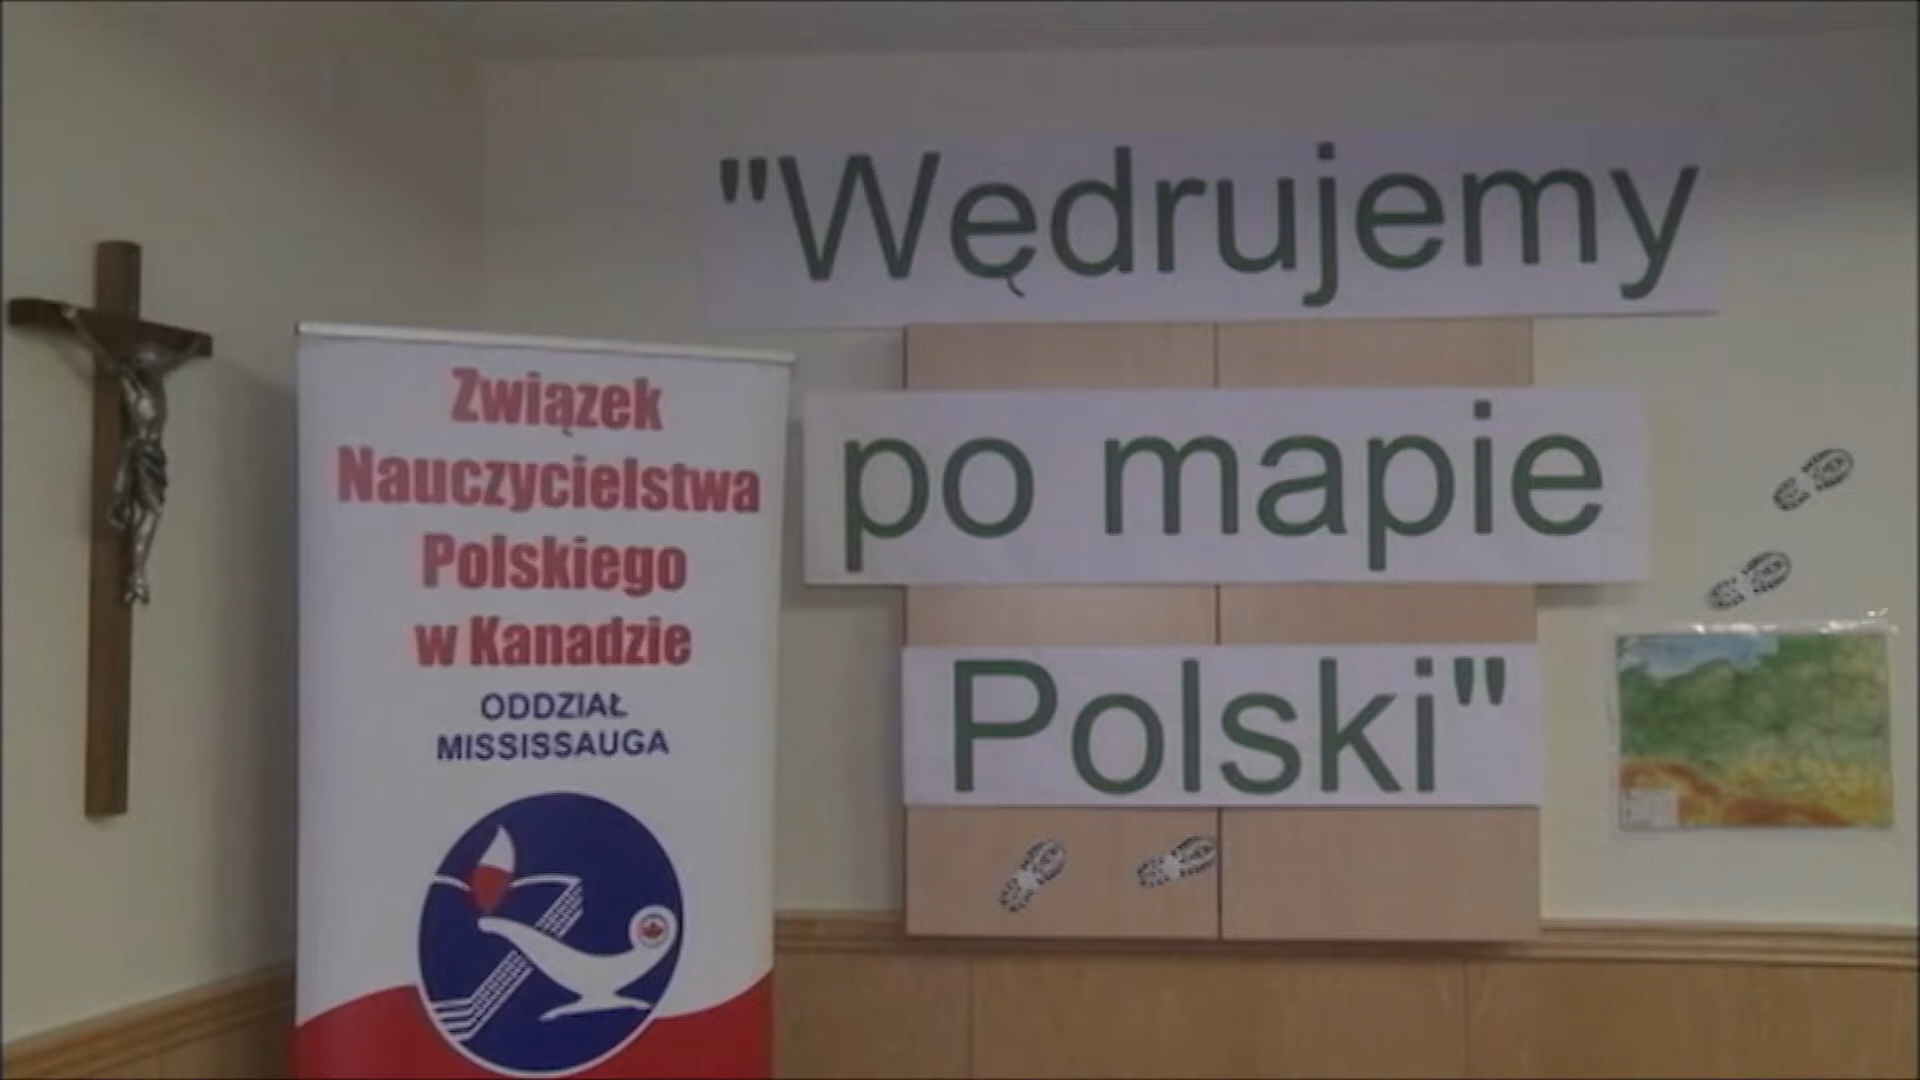 Związek
Nauczycielstwa
Polskiego
w Kanadzie
ODDZIAŁ
MISSISSAUGA
"Wędrujemy
po mapie
Polski"